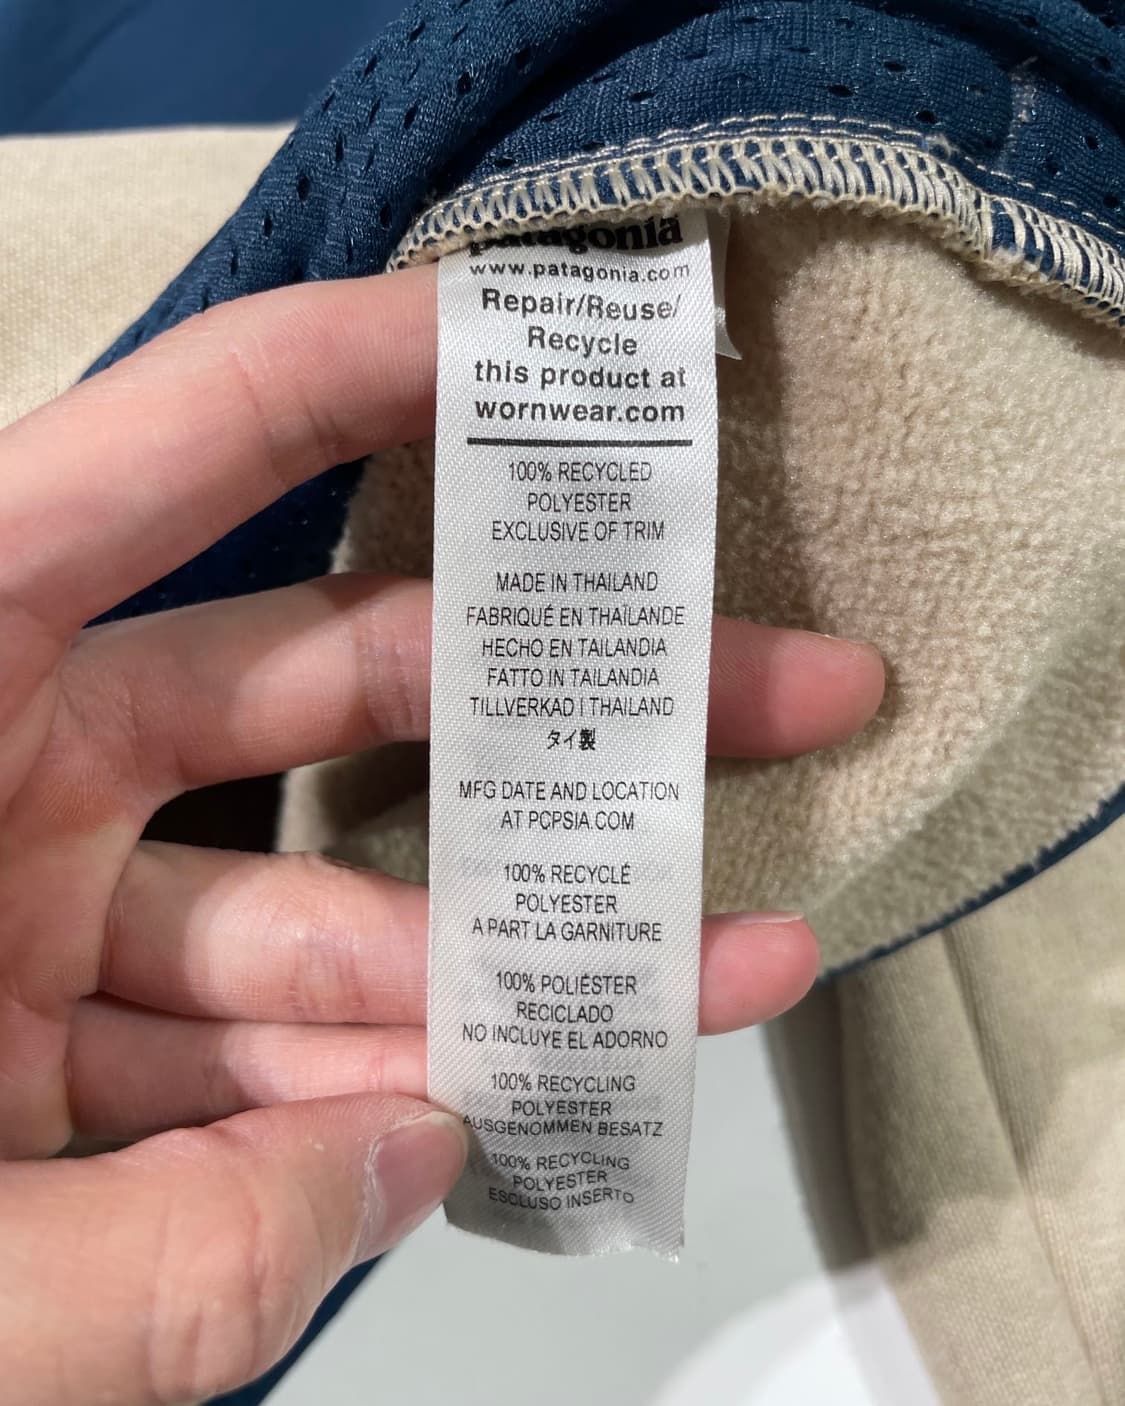 patagonia
www.patagonia.com
Repair/Reuse/
Recycle
this product at
wornwear.com
100% RECYCLED
POLYESTER
EXCLUSIVE OF TRIM
MADE IN THAILAND
FABRIQUÉ EN THAÏLANDE
HECHO EN TAILANDIA
FATTO IN TAILANDIA
TILLVERKAD I THAILAND
タイ製
MFG DATE AND LOCATION
AT PCPSIA.COM
100% RECYCLÉ
POLYESTER
A PART LA GARNITURE
100% POLIÉSTER
RECICLADO
NO INCLUYE EL ADORNO
100% RECYCLING
POLYESTER
AUSGENOMMEN BESATZ
100% RECYCLING
POLYESTER
ESCLUSO INSERTO